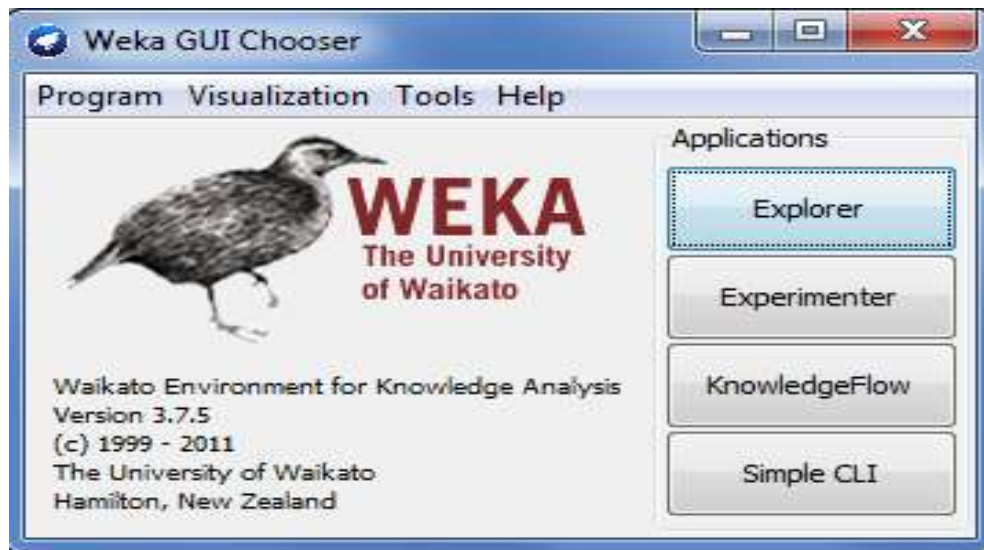 Weka GUI Chooser
Program Visualization Tools Help
WEKA
The University
of Waikato
Waikato Environment for Knowledge Analysis
Version 3.7.5
(c) 1999 - 2011
The University of Waikato
Hamilton, New Zealand
Applications
Explorer
Experimenter
KnowledgeFlow
Simple CLI